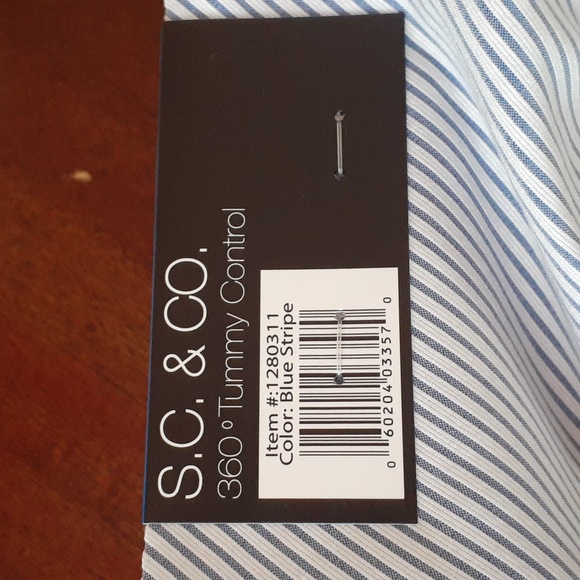 S.C. & CO.
360° Tummy Control
Item #:1280311
Color: Blue Stripe
0 60204 03357 0